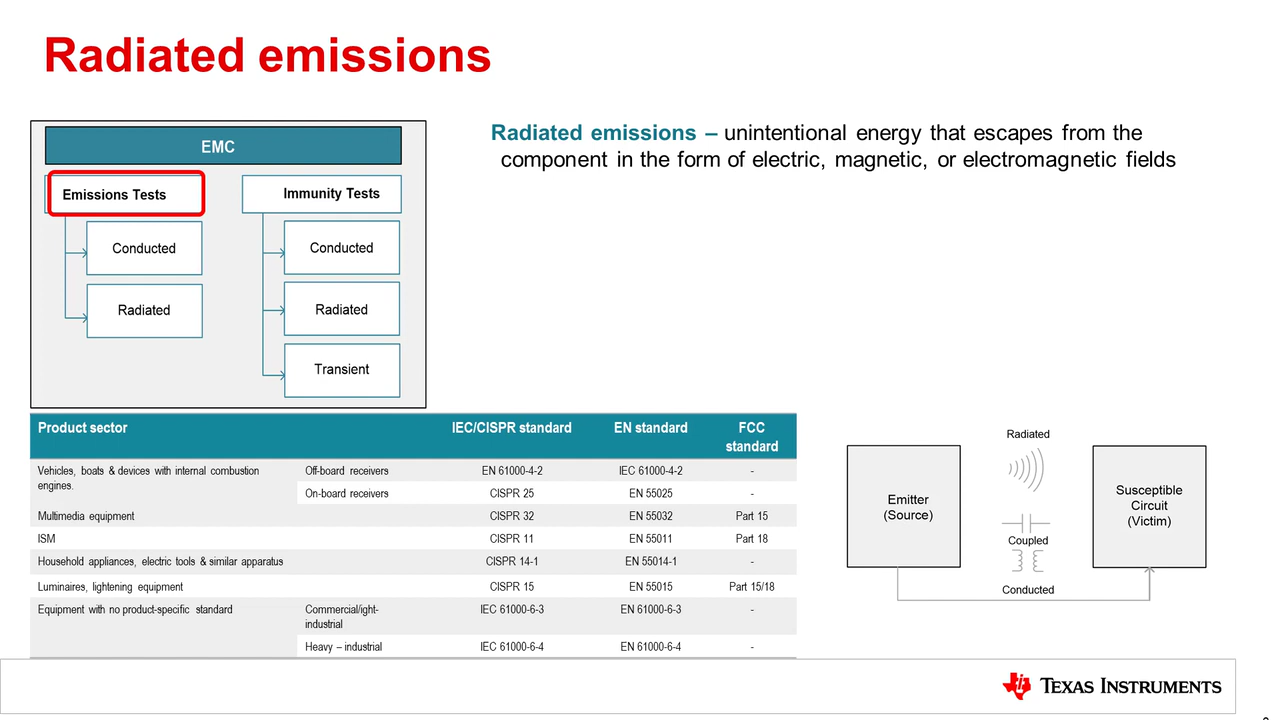 Radiated emissions
EMC
Emissions Tests
Immunity Tests
Conducted
Conducted
Radiated
Radiated
Transient
Radiated emissions – unintentional energy that escapes from the
component in the form of electric, magnetic, or electromagnetic fields
Product sector IEC/CISPR standard EN standard FCC
standard
Vehicles, boats & devices with internal combustion Off-board receivers EN 61000-4-2 IEC 61000-4-2 -
engines.
On-board receivers CISPR 25 EN 55025 -
Multimedia equipment CISPR 32 EN 55032 Part 15
ISM CISPR 11 EN 55011 Part 18
Household appliances, electric tools & similar apparatus CISPR 14-1 EN 55014-1 -
Luminaires, lightening equipment CISPR 15 EN 55015 Part 15/18
Equipment with no product-specific standard Commercial/ight- IEC 61000-6-3 EN 61000-6-3 -
industrial
Heavy – industrial IEC 61000-6-4 EN 61000-6-4 -
Radiated
Emitter
(Source)
Susceptible
Circuit
(Victim)
Coupled
Conducted
TEXAS INSTRUMENTS